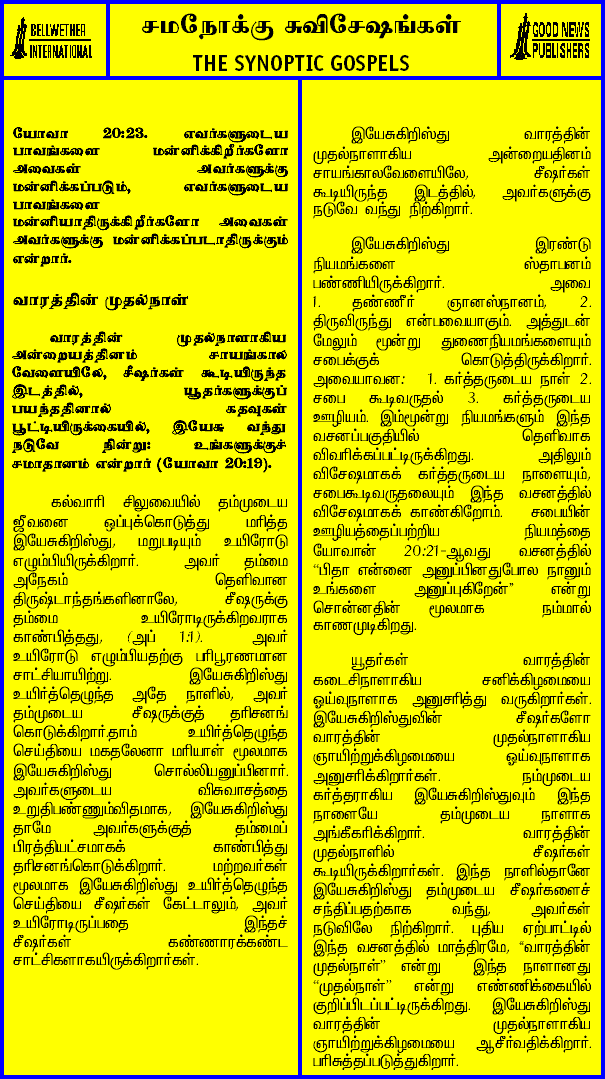 BELLWETHER
INTERNATIONAL
சமநோக்கு சுவிசேஷங்கள்
THE SYNOPTIC GOSPELS
GOOD NEWS
PUBLISHERS
யோவா 20:23. எவர்களுடைய
பாவங்களை மன்னிக்கிறீர்களோ
அவைகள் அவர்களுக்கு
மன்னிக்கப்படும், எவர்களுடைய
பாவங்களை
மன்னியாதிருக்கிறீர்களோ அவைகள்
அவர்களுக்கு மன்னிக்கப்படாதிருக்கும்
என்றார்.
வாரத்தின் முதல்நாள்
வாரத்தின் முதல்நாளாகிய
அன்றையத்தினம் சாயங்கால
வேளையிலே, சீஷர்கள் கூடியிருந்த
இடத்தில், யூதர்களுக்குப்
பயந்ததினால் கதவுகள்
பூட்டியிருக்கையில், இயேசு வந்து
நடுவே நின்று: உங்களுக்குச்
சமாதானம் என்றார் (யோவா 20:19).
கல்வாரி சிலுவையில் தம்முடைய
ஜீவனை ஒப்புக்கொடுத்து மரித்த
இயேசுகிறிஸ்து, மறுபடியும் உயிரோடு
எழும்பியிருக்கிறார். அவர் தம்மை
அநேகம் தெளிவான
திருஷ்டாந்தங்களினாலே, சீஷருக்கு
தம்மை உயிரோடிருக்கிறவராக
காண்பித்தது, (அப் 1:1). அவர்
உயிரோடு எழும்பியதற்கு பரிபூரணமான
சாட்சியாயிற்று. இயேசுகிறிஸ்து
உயிர்த்தெழுந்த அதே நாளில், அவர்
தம்முடைய சீஷருக்குத் தரிசனங்
கொடுக்கிறார்.தாம் உயிர்த்தெழுந்த
செய்தியை மகதலேனா மரியாள் மூலமாக
இயேசுகிறிஸ்து சொல்லியனுப்பினார்.
அவர்களுடைய விசுவாசத்தை
உறுதிபண்ணும்விதமாக, இயேசுகிறிஸ்து
தாமே அவர்களுக்குத் தம்மைப்
பிரத்தியட்சமாகக் காண்பித்து
தரிசனங்கொடுக்கிறார். மற்றவர்கள்
மூலமாக இயேசுகிறிஸ்து உயிர்த்தெழுந்த
செய்தியை சீஷர்கள் கேட்டாலும், அவர்
உயிரோடிருப்பதை இந்தச்
சீஷர்கள் கண்ணாரக்கண்ட
சாட்சிகளாகயிருக்கிறார்கள்.
இயேசுகிறிஸ்து வாரத்தின்
முதல்நாளாகிய அன்றையதினம்
சாயங்காலவேளையிலே, சீஷர்கள்
கூடியிருந்த இடத்தில், அவர்களுக்கு
நடுவே வந்து நிற்கிறார்.
இயேசுகிறிஸ்து இரண்டு
நியமங்களை ஸ்தாபனம்
பண்ணியிருக்கிறார். அவை
1. தண்ணீர் ஞானஸ்நானம், 2.
திருவிருந்து என்பவையாகும். அத்துடன்
மேலும் மூன்று துணைநியமங்களையும்
சபைக்குக் கொடுத்திருக்கிறார்.
அவையாவன: 1. கர்த்தருடைய நாள் 2.
சபை கூடிவருதல் 3. கர்த்தருடைய
ஊழியம். இம்மூன்று நியமங்களும் இந்த
வசனப்பகுதியில் தெளிவாக
விவரிக்கப்பட்டிருக்கிறது. அதிலும்
விசேஷமாகக் கர்த்தருடைய நாளையும்,
சபைகூடிவருதலையும் இந்த வசனத்தில்
விசேஷமாகக் காண்கிறோம். சபையின்
ஊழியத்தைப்பற்றிய நியமத்தை
யோவான் 20:21-ஆவது வசனத்தில்
“பிதா என்னை அனுப்பினதுபோல நானும்
உங்களை அனுப்புகிறேன்” என்று
சொன்னதின் மூலமாக நம்மால்
காணமுடிகிறது.
யூதர்கள் வாரத்தின்
கடைசிநாளாகிய சனிக்கிழமையை
ஓய்வுநாளாக அனுசரித்து வருகிறார்கள்.
இயேசுகிறிஸ்துவின் சீஷர்களோ
வாரத்தின் முதல்நாளாகிய
ஞாயிற்றுக்கிழமையை ஓய்வுநாளாக
அனுசரிக்கிறார்கள். நம்முடைய
கர்த்தராகிய இயேசுகிறிஸ்துவும் இந்த
நாளையே தம்முடைய நாளாக
அங்கீகரிக்கிறார். வாரத்தின்
முதல்நாளில் சீஷர்கள்
கூடியிருக்கிறார்கள். இந்த நாளில்தானே
இயேசுகிறிஸ்து தம்முடைய சீஷர்களைச்
சந்திப்பதற்காக வந்து, அவர்கள்
நடுவிலே நிற்கிறார். புதிய ஏற்பாட்டில்
இந்த வசனத்தில் மாத்திரமே, “வாரத்தின்
முதல்நாள்” என்று இந்த நாளானது
“முதல்நாள்” என்று எண்ணிக்கையில்
குறிப்பிடப்பட்டிருக்கிறது. இயேசுகிறிஸ்து
வாரத்தின் முதல்நாளாகிய
ஞாயிற்றுக்கிழமையை ஆசீர்வதிக்கிறார்.
பரிசுத்தப்படுத்துகிறார்.